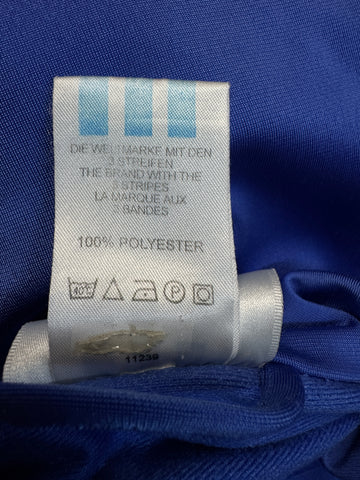 DIE WELTMARKE MIT DEN
3 STREIFEN
THE BRAND WITH THE
3 STRIPES
LA MARQUE AUX
3 BANDES
100% POLYESTER
40°C
P
11239